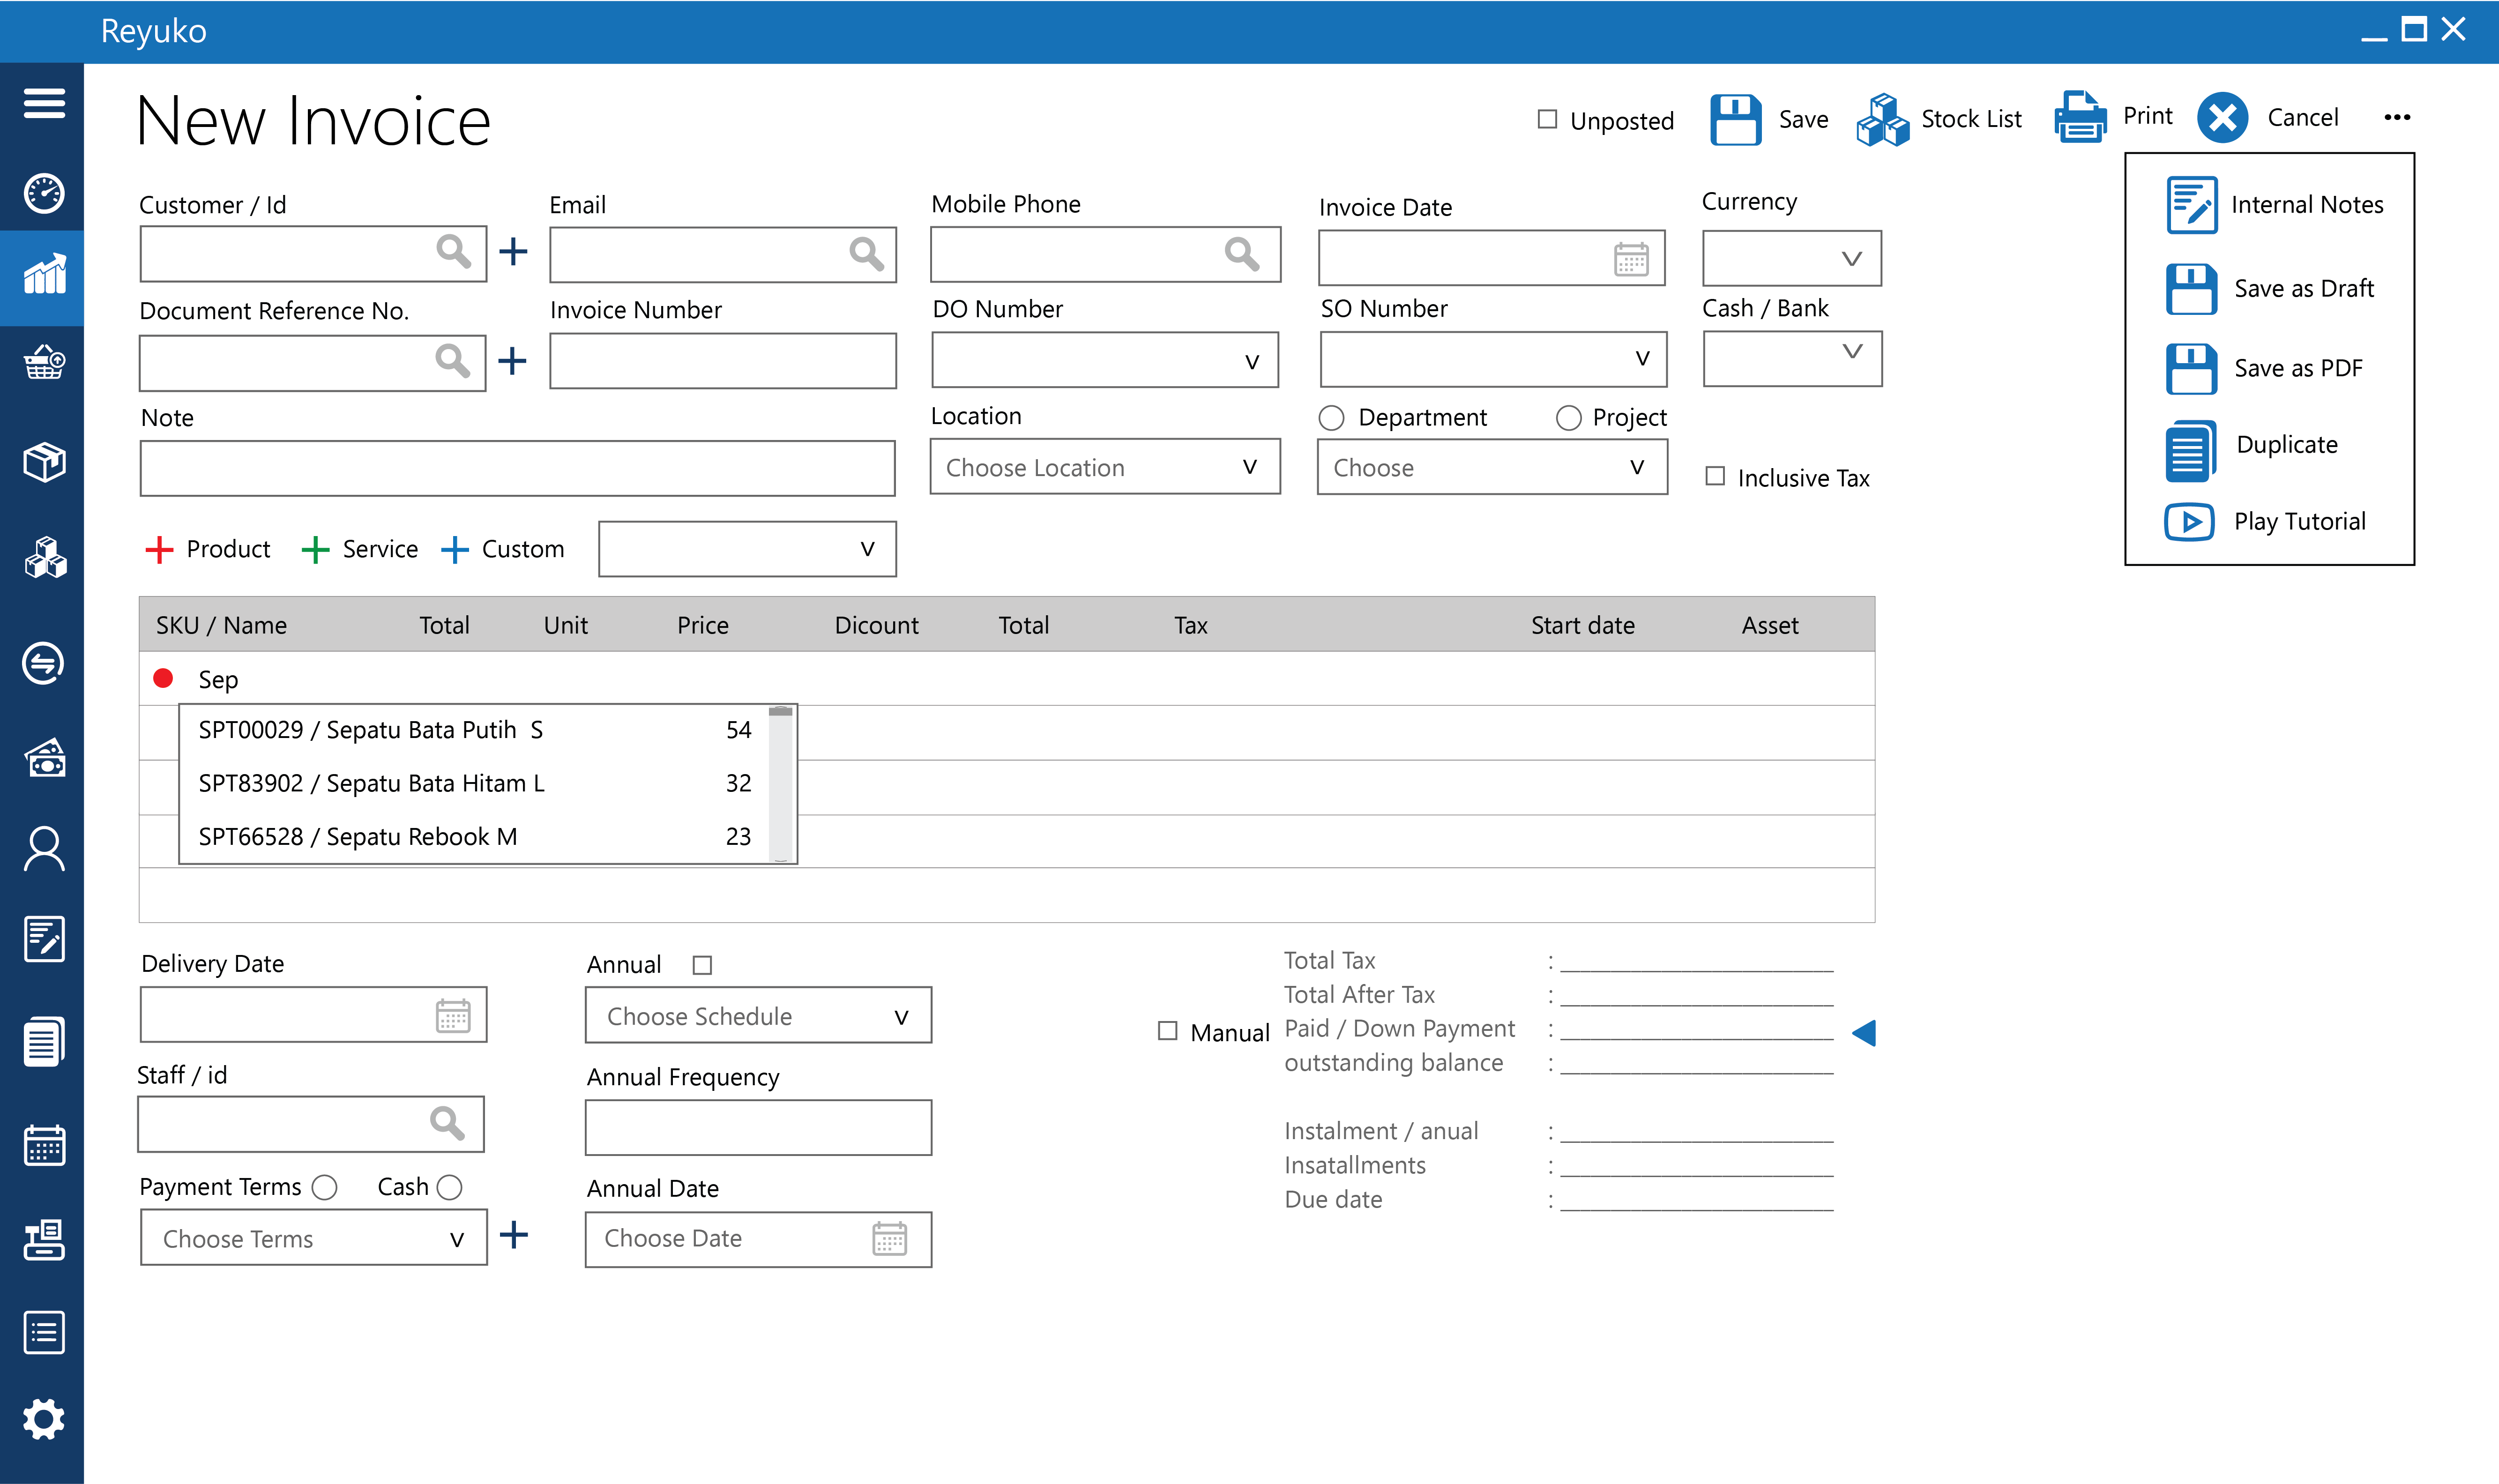 Reyuko
New Invoice
Unposted Save Stock List Print Cancel ...
Internal Notes
Save as Draft
Save as PDF
Duplicate
Play Tutorial
Customer / Id Email Mobile Phone Invoice Date Currency
Document Reference No. Invoice Number DO Number SO Number Cash / Bank
Note Location Department Project
Choose Location Choose Inclusive Tax
Product Service Custom
SKU / Name Total Unit Price Dicount Total Tax Start date Asset
Sep
SPT00029 / Sepatu Bata Putih S 54
SPT83902 / Sepatu Bata Hitam L 32
SPT66528 / Sepatu Rebook M 23
Delivery Date Annual
Choose Schedule
Staff / id Annual Frequency
Payment Terms Cash Annual Date
Choose Terms Choose Date
Total Tax :
Total After Tax :
Manual Paid / Down Payment :
outstanding balance :
Instalment / anual :
Insatallments :
Due date :